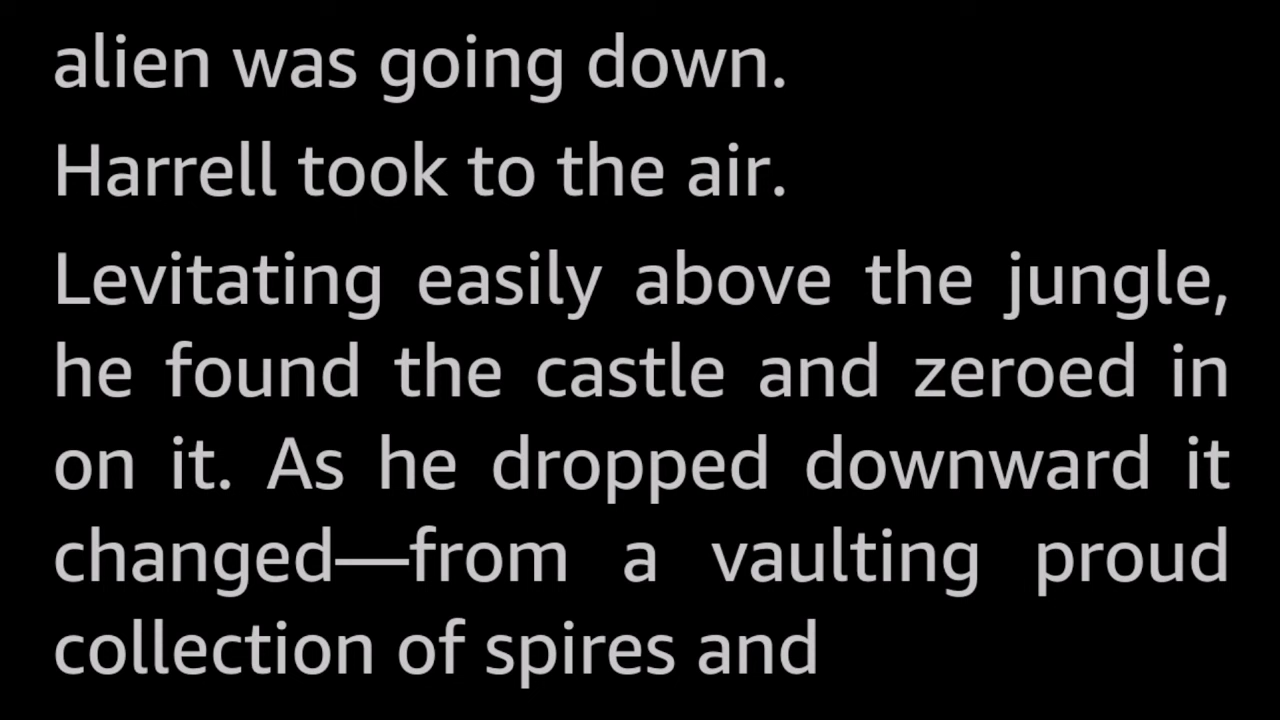 alien was going down.
Harrell took to the air.
Levitating easily above the jungle,
he found the castle and zeroed in
on it. As he dropped downward it
changed—from a vaulting proud
collection of spires and